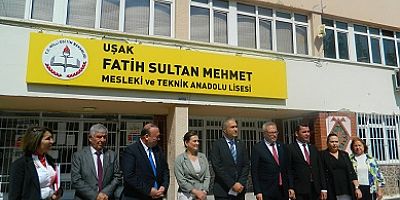 UŞAK
FATİH SULTAN MEHMET
MESLEKİ ve TEKNİK ANADOLU LİSESİ